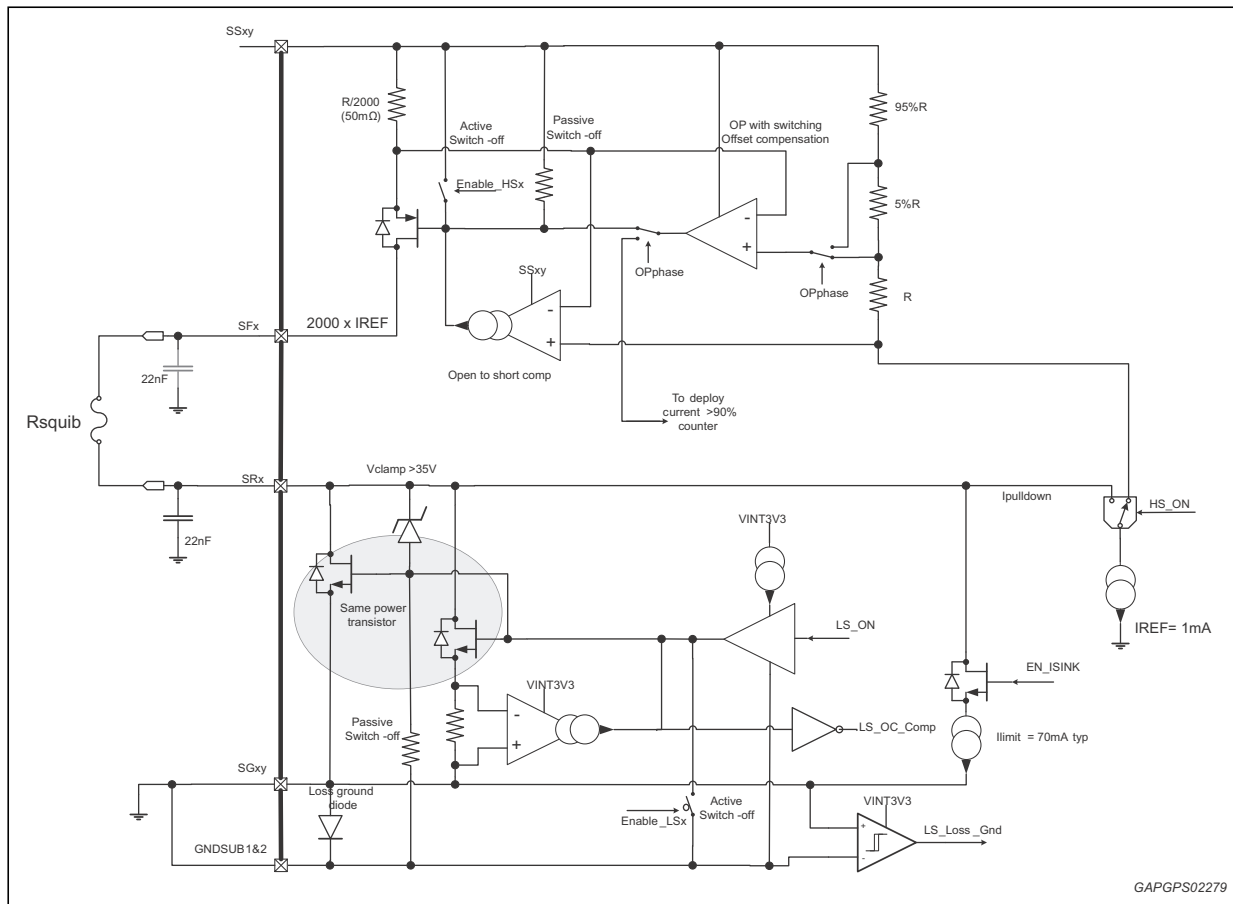 SSxy
R/2000
(50mΩ)
Active
Switch -off
Passive
Switch -off
OP with switching
Offset compensation
95%R
Enable_HSx
5%R
-
+
OPphase
OPphase
SSxy
R
-
+
SFx
2000 x IREF
22nF
Open to short comp
To deploy
current >90%
counter
Rsquib
SRx
Vclamp >35V
Ipulldown
HS_ON
22nF
VINT3V3
Same power
transistor
LS_ON
IREF= 1mA
EN_ISINK
VINT3V3
Passive
Switch -off
-
+
LS_OC_Comp
Ilimit = 70mA typ
SGxy
Loss ground
diode
Enable_LSx
Active
Switch -off
VINT3V3
+
-
LS_Loss_Gnd
GNDSUB1&2
GAPGPS02279